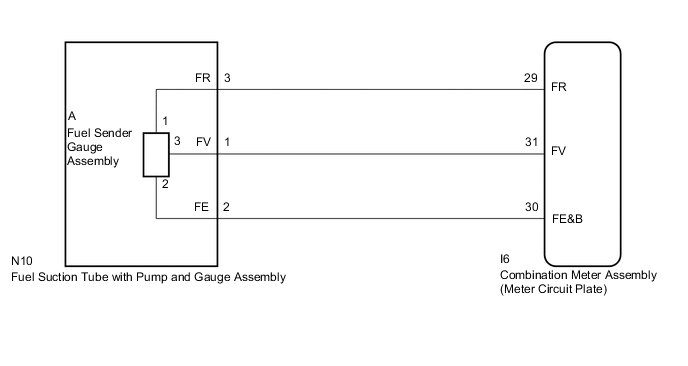 FR 3 29 FR
A
Fuel Sender
Gauge
Assembly
1
3 FV 1 31 FV
2
FE 2 30 FE&B
N10
Fuel Suction Tube with Pump and Gauge Assembly
I6
Combination Meter Assembly
(Meter Circuit Plate)